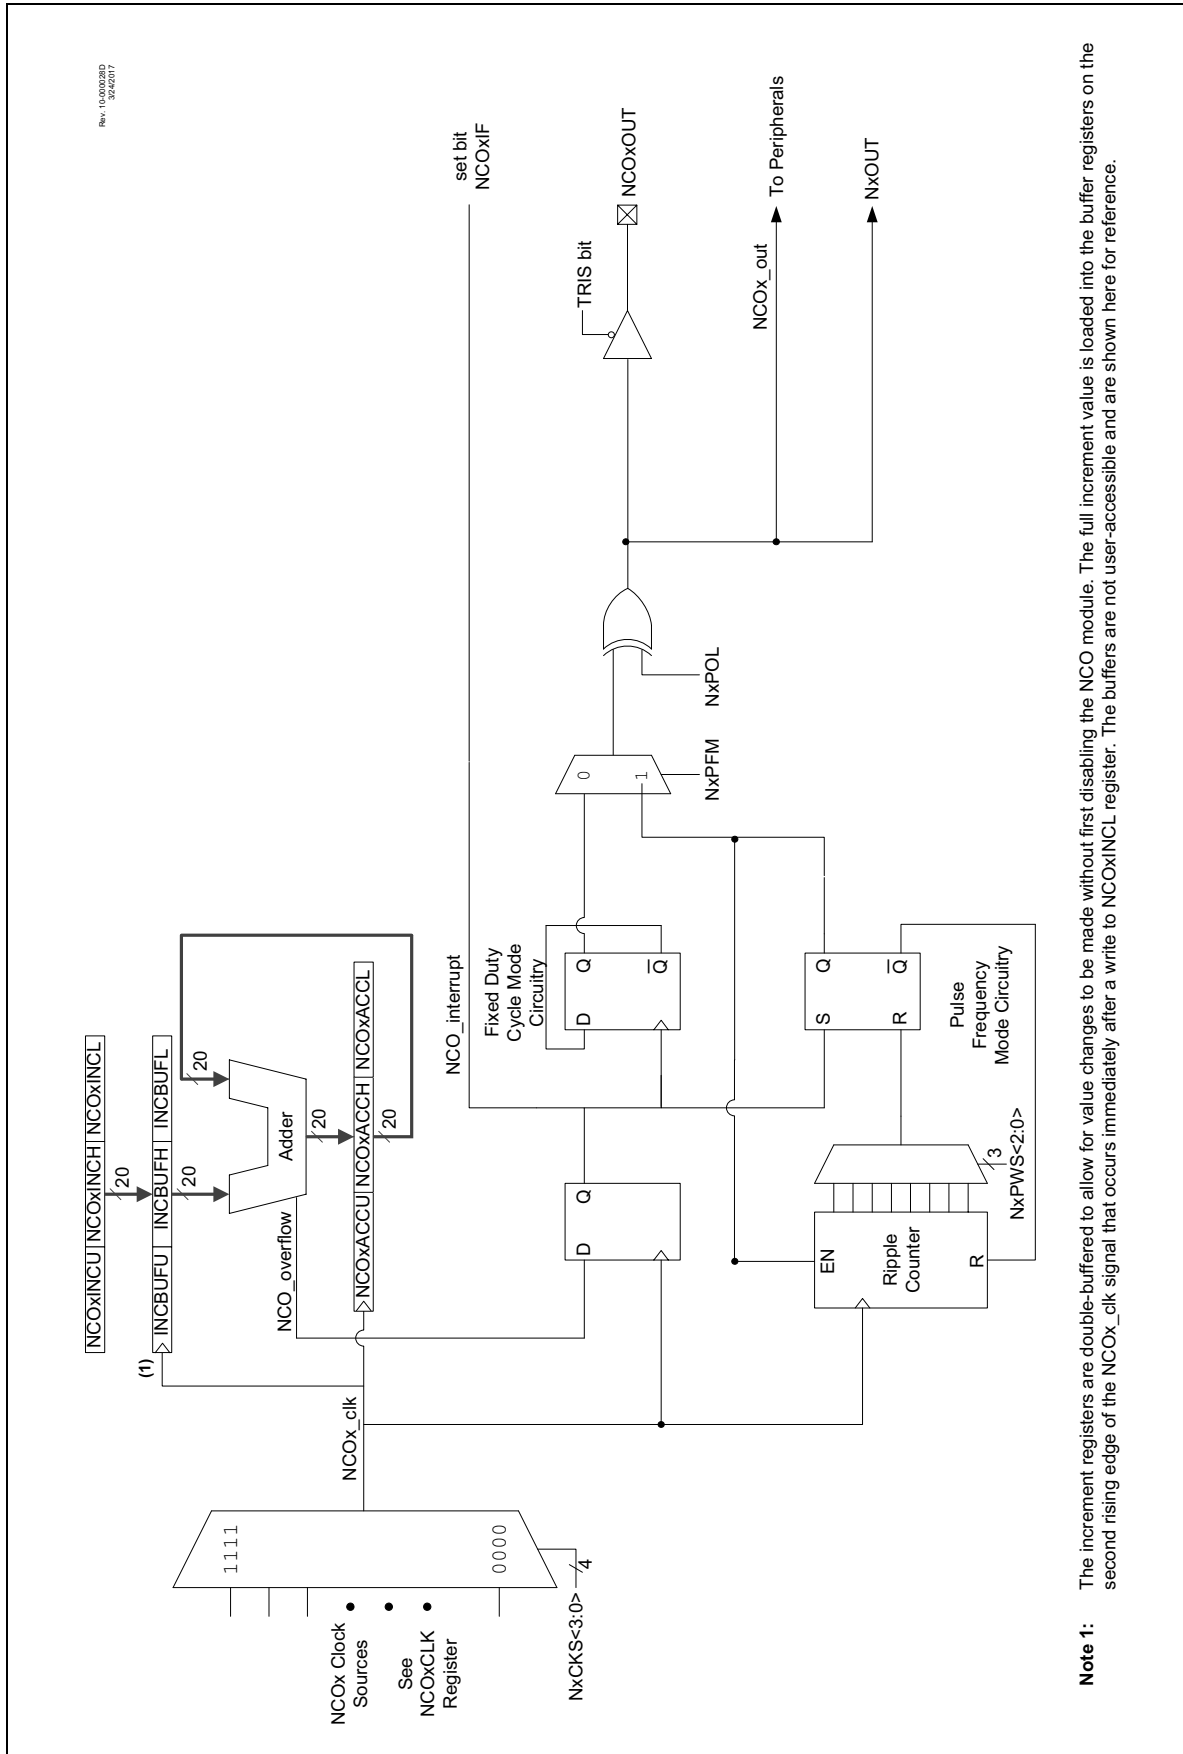 Rev. 10-000028D
3/24/2017
NCOxINCU NCOxINCH NCOxINCL
20
(1)
INCBUFU INCBUFH INCBUFL
20
20
Adder
NCO_overflow
20
NCOxACCU NCOxACCH NCOxACCL
20
NCOx_clk
1111
0000
NCOx Clock
Sources
See
NCOxCLK
Register
NxCKS<3:0>
4
NCO_interrupt
set bit
NCOxIF
Fixed Duty
Cycle Mode
Circuitry
D
Q
D
Q
Q
0
1
NxPFM
NxPOL
TRIS bit
NCOxOUT
NCOx_out
To Peripherals
NxOUT
EN
Ripple
Counter
R
3
NxPWS<2:0>
S
Q
R
Q
Pulse
Frequency
Mode Circuitry
Note 1: The increment registers are double-buffered to allow for value changes to be made without first disabling the NCO module. The full increment value is loaded into the buffer registers on the
second rising edge of the NCOx_clk signal that occurs immediately after a write to NCOxINCL register. The buffers are not user-accessible and are shown here for reference.